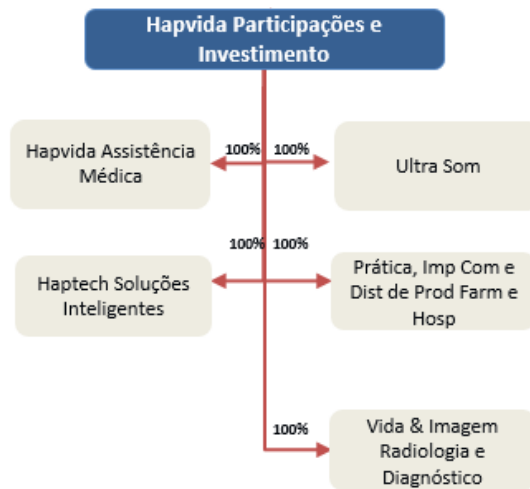 Hapvida Participações e
Investimento
Hapvida Assistência
Médica
100%
100%
Ultra Som
Haptech Soluções
Inteligentes
100%
100%
Prática, Imp Com e
Dist de Prod Farm e
Hosp
100%
Vida & Imagem
Radiologia e
Diagnóstico